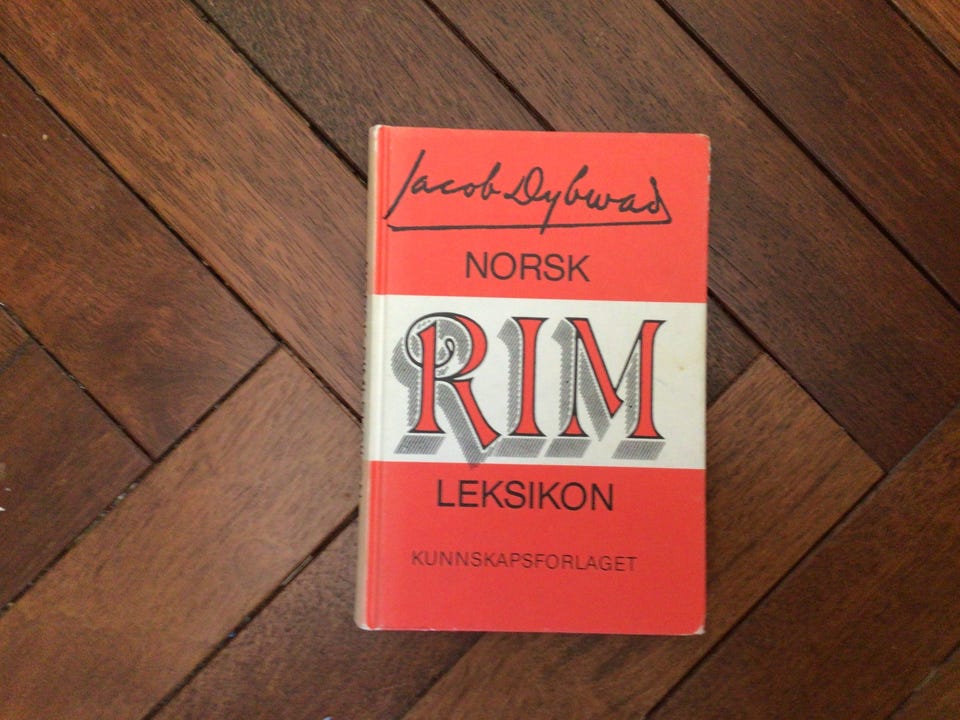 Jacob Dybwad
NORSK
RIM
LEKSIKON
KUNNSKAPSFORLAGET